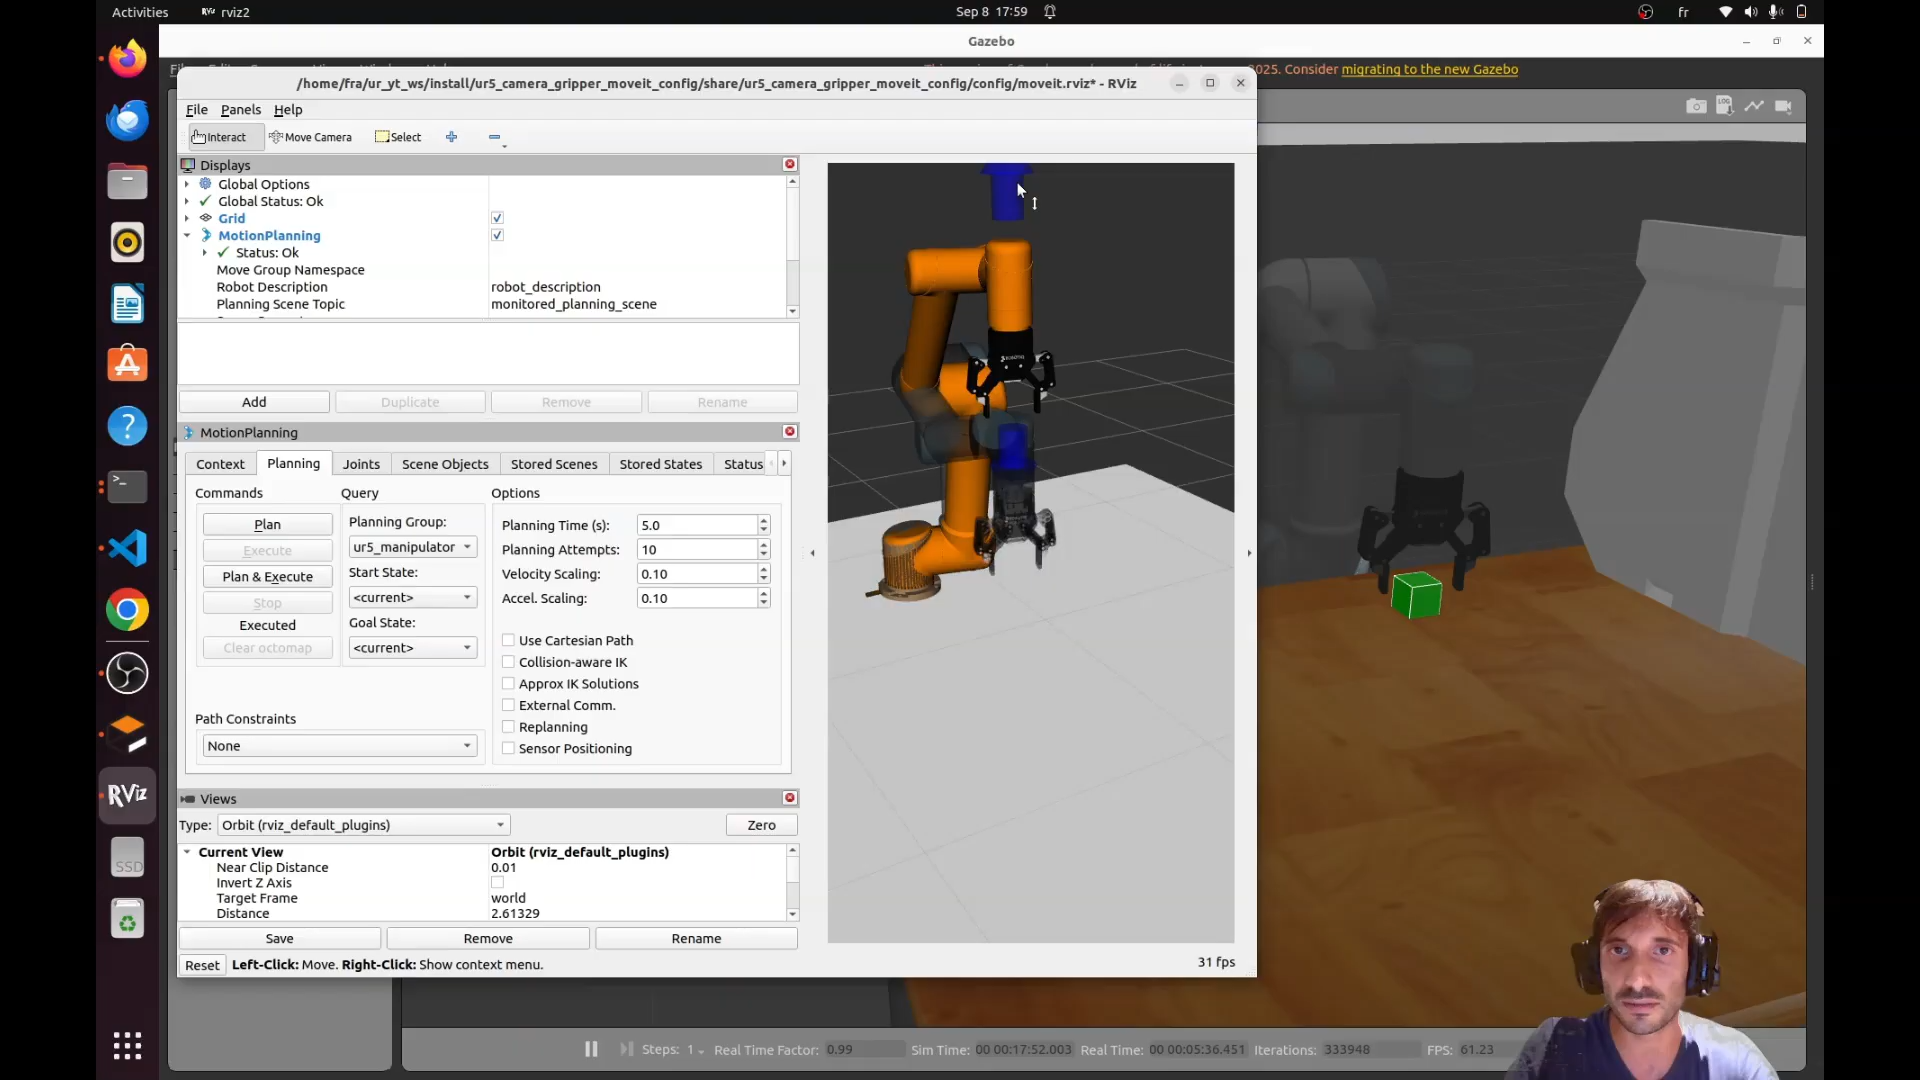 Activities
rviz2
Sep 8 17:59
fr
Gazebo
2025. Consider migrating to the new Gazebo
/home/fra/ur_yt_ws/install/ur5_camera_gripper_moveit_config/share/ur5_camera_gripper_moveit_config/config/moveit.rviz* - RViz
File Panels Help
Interact Move Camera Select
Displays
Global Options
Global Status: Ok
Grid
MotionPlanning
Status: Ok
Move Group Namespace
Robot Description robot_description
Planning Scene Topic monitored_planning_scene
Add Duplicate Remove Rename
MotionPlanning
Context Planning Joints Scene Objects Stored Scenes Stored States Status
Commands Query Options
Plan
Execute
Plan & Execute
Stop
Executed
Clear octomap
Planning Group:
ur5_manipulator
Start State:
<current>
Goal State:
<current>
Planning Time (s): 5.0
Planning Attempts: 10
Velocity Scaling: 0.10
Accel. Scaling: 0.10
Use Cartesian Path
Collision-aware IK
Approx IK Solutions
External Comm.
Replanning
Sensor Positioning
Path Constraints
None
Views
Type: Orbit (rviz_default_plugins) Zero
Current View Orbit (rviz_default_plugins)
Near Clip Distance 0.01
Invert Z Axis
Target Frame world
Distance 2.61329
Save Remove Rename
Reset Left-Click: Move. Right-Click: Show context menu.
31 fps
RViz
SSD
LOG
Steps: 1 Real Time Factor: 0.99 Sim Time: 00 00:17:52.003 Real Time: 00 00:05:36.451 Iterations: 333948 FPS: 61.23